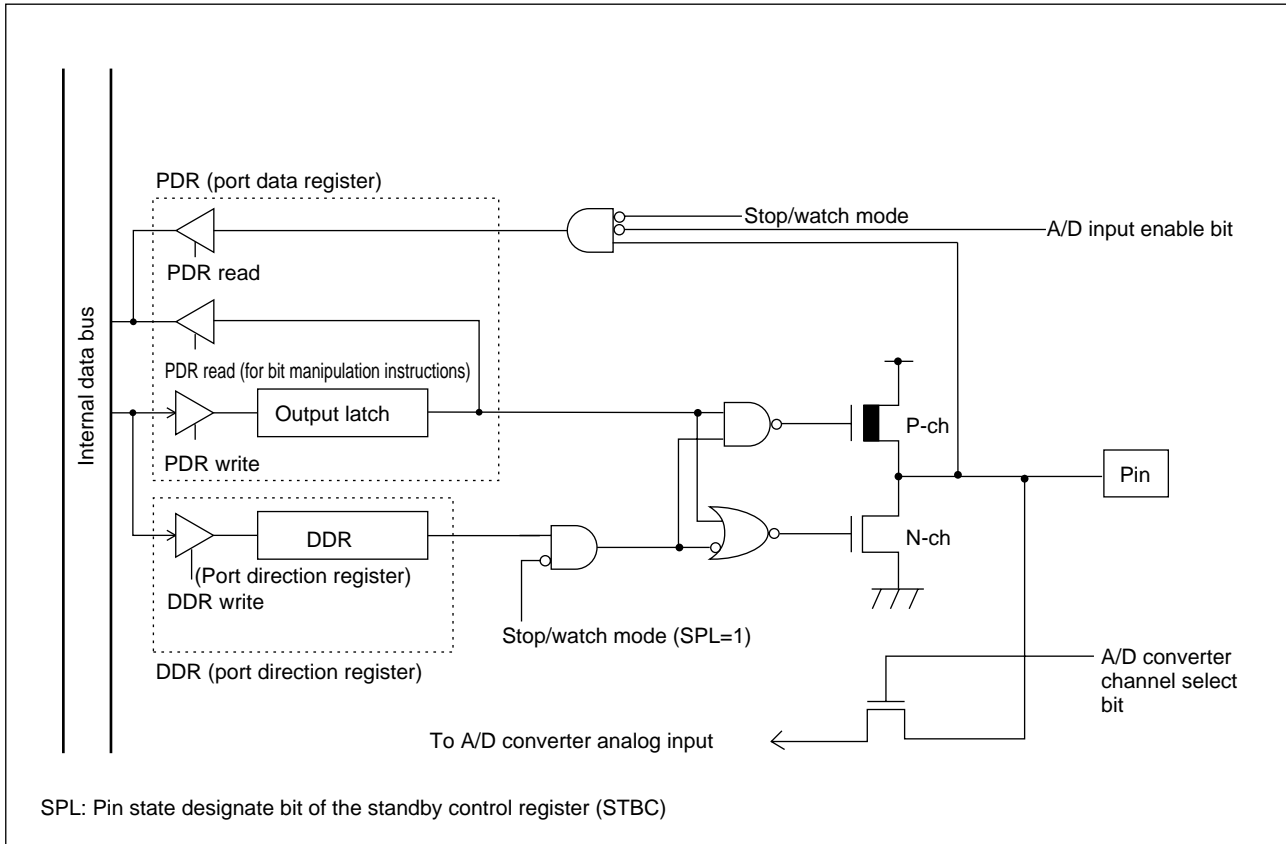 PDR (port data register)
Stop/watch mode
A/D input enable bit
PDR read
Internal data bus
PDR read (for bit manipulation instructions)
Output latch
P-ch
PDR write
Pin
DDR
N-ch
(Port direction register)
DDR write
Stop/watch mode (SPL=1)
DDR (port direction register)
A/D converter
channel select
bit
To A/D converter analog input
SPL: Pin state designate bit of the standby control register (STBC)